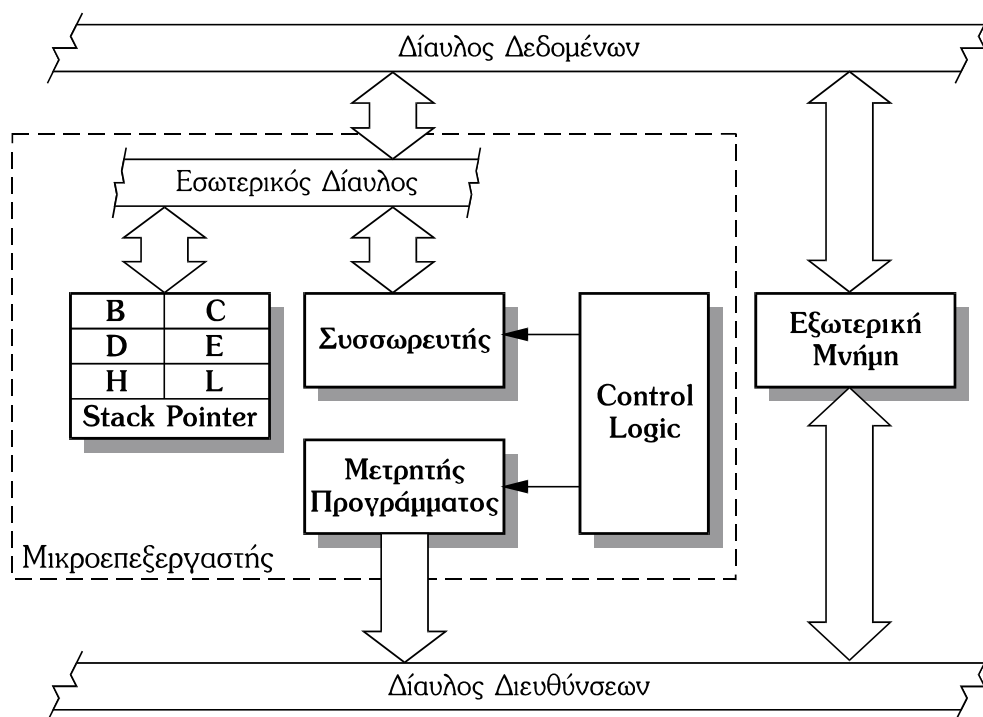 Δίαυλος Δεδομένων
Εσωτερικός Δίαυλος
B C
D E
H L
Stack Pointer
Συσσωρευτής
Control
Logic
Εξωτερική
Μνήμη
Μετρητής
Προγράμματος
Μικροεπεξεργαστής
Δίαυλος Διευθύνσεων